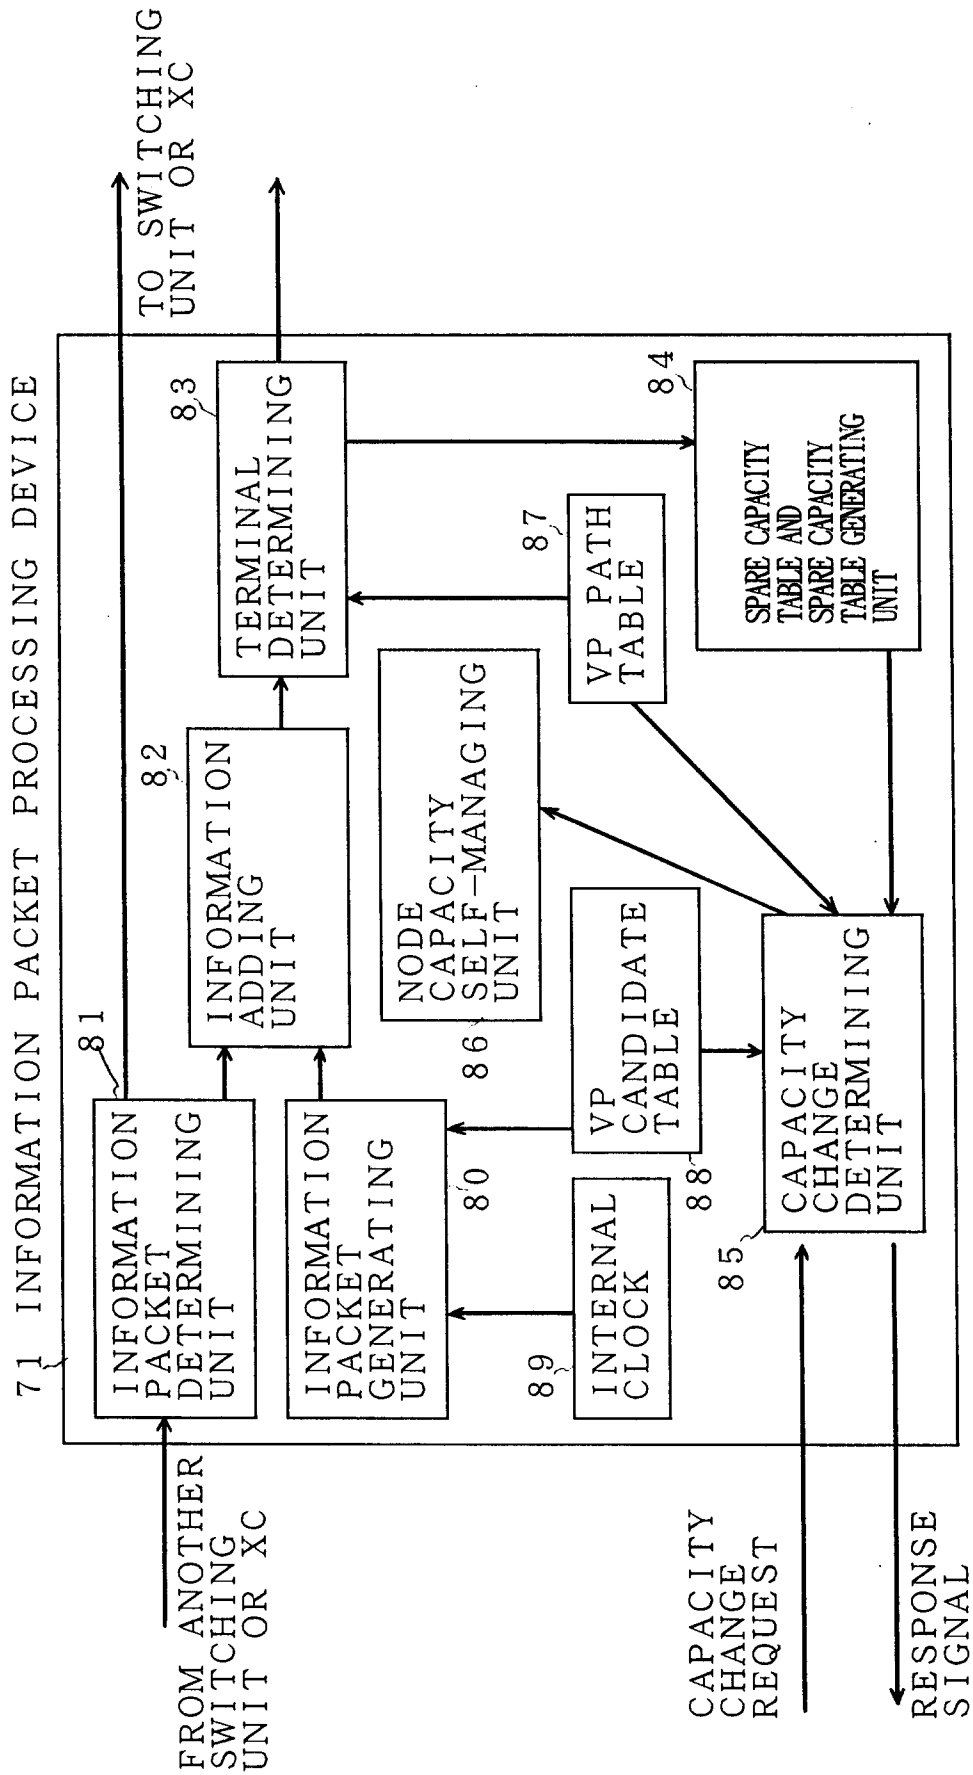 71 INFORMATION PACKET PROCESSING DEVICE
FROM ANOTHER
SWITCHING
UNIT OR XC
TO SWITCHING
UNIT OR XC
81
INFORMATION
PACKET
DETERMINING
UNIT
82
INFORMATION
ADDING
UNIT
83
TERMINAL
DETERMINING
UNIT
INFORMATION
PACKET
GENERATING
UNIT
80
NODE
CAPACITY
SELF-MANAGING
UNIT
86
87
VP PATH
TABLE
84
SPARE CAPACITY
TABLE AND
SPARE CAPACITY
TABLE GENERATING
UNIT
89
INTERNAL
CLOCK
VP
CANDIDATE
TABLE
88
85
CAPACITY
CHANGE
DETERMINING
UNIT
CAPACITY
CHANGE
REQUEST
RESPONSE
SIGNAL